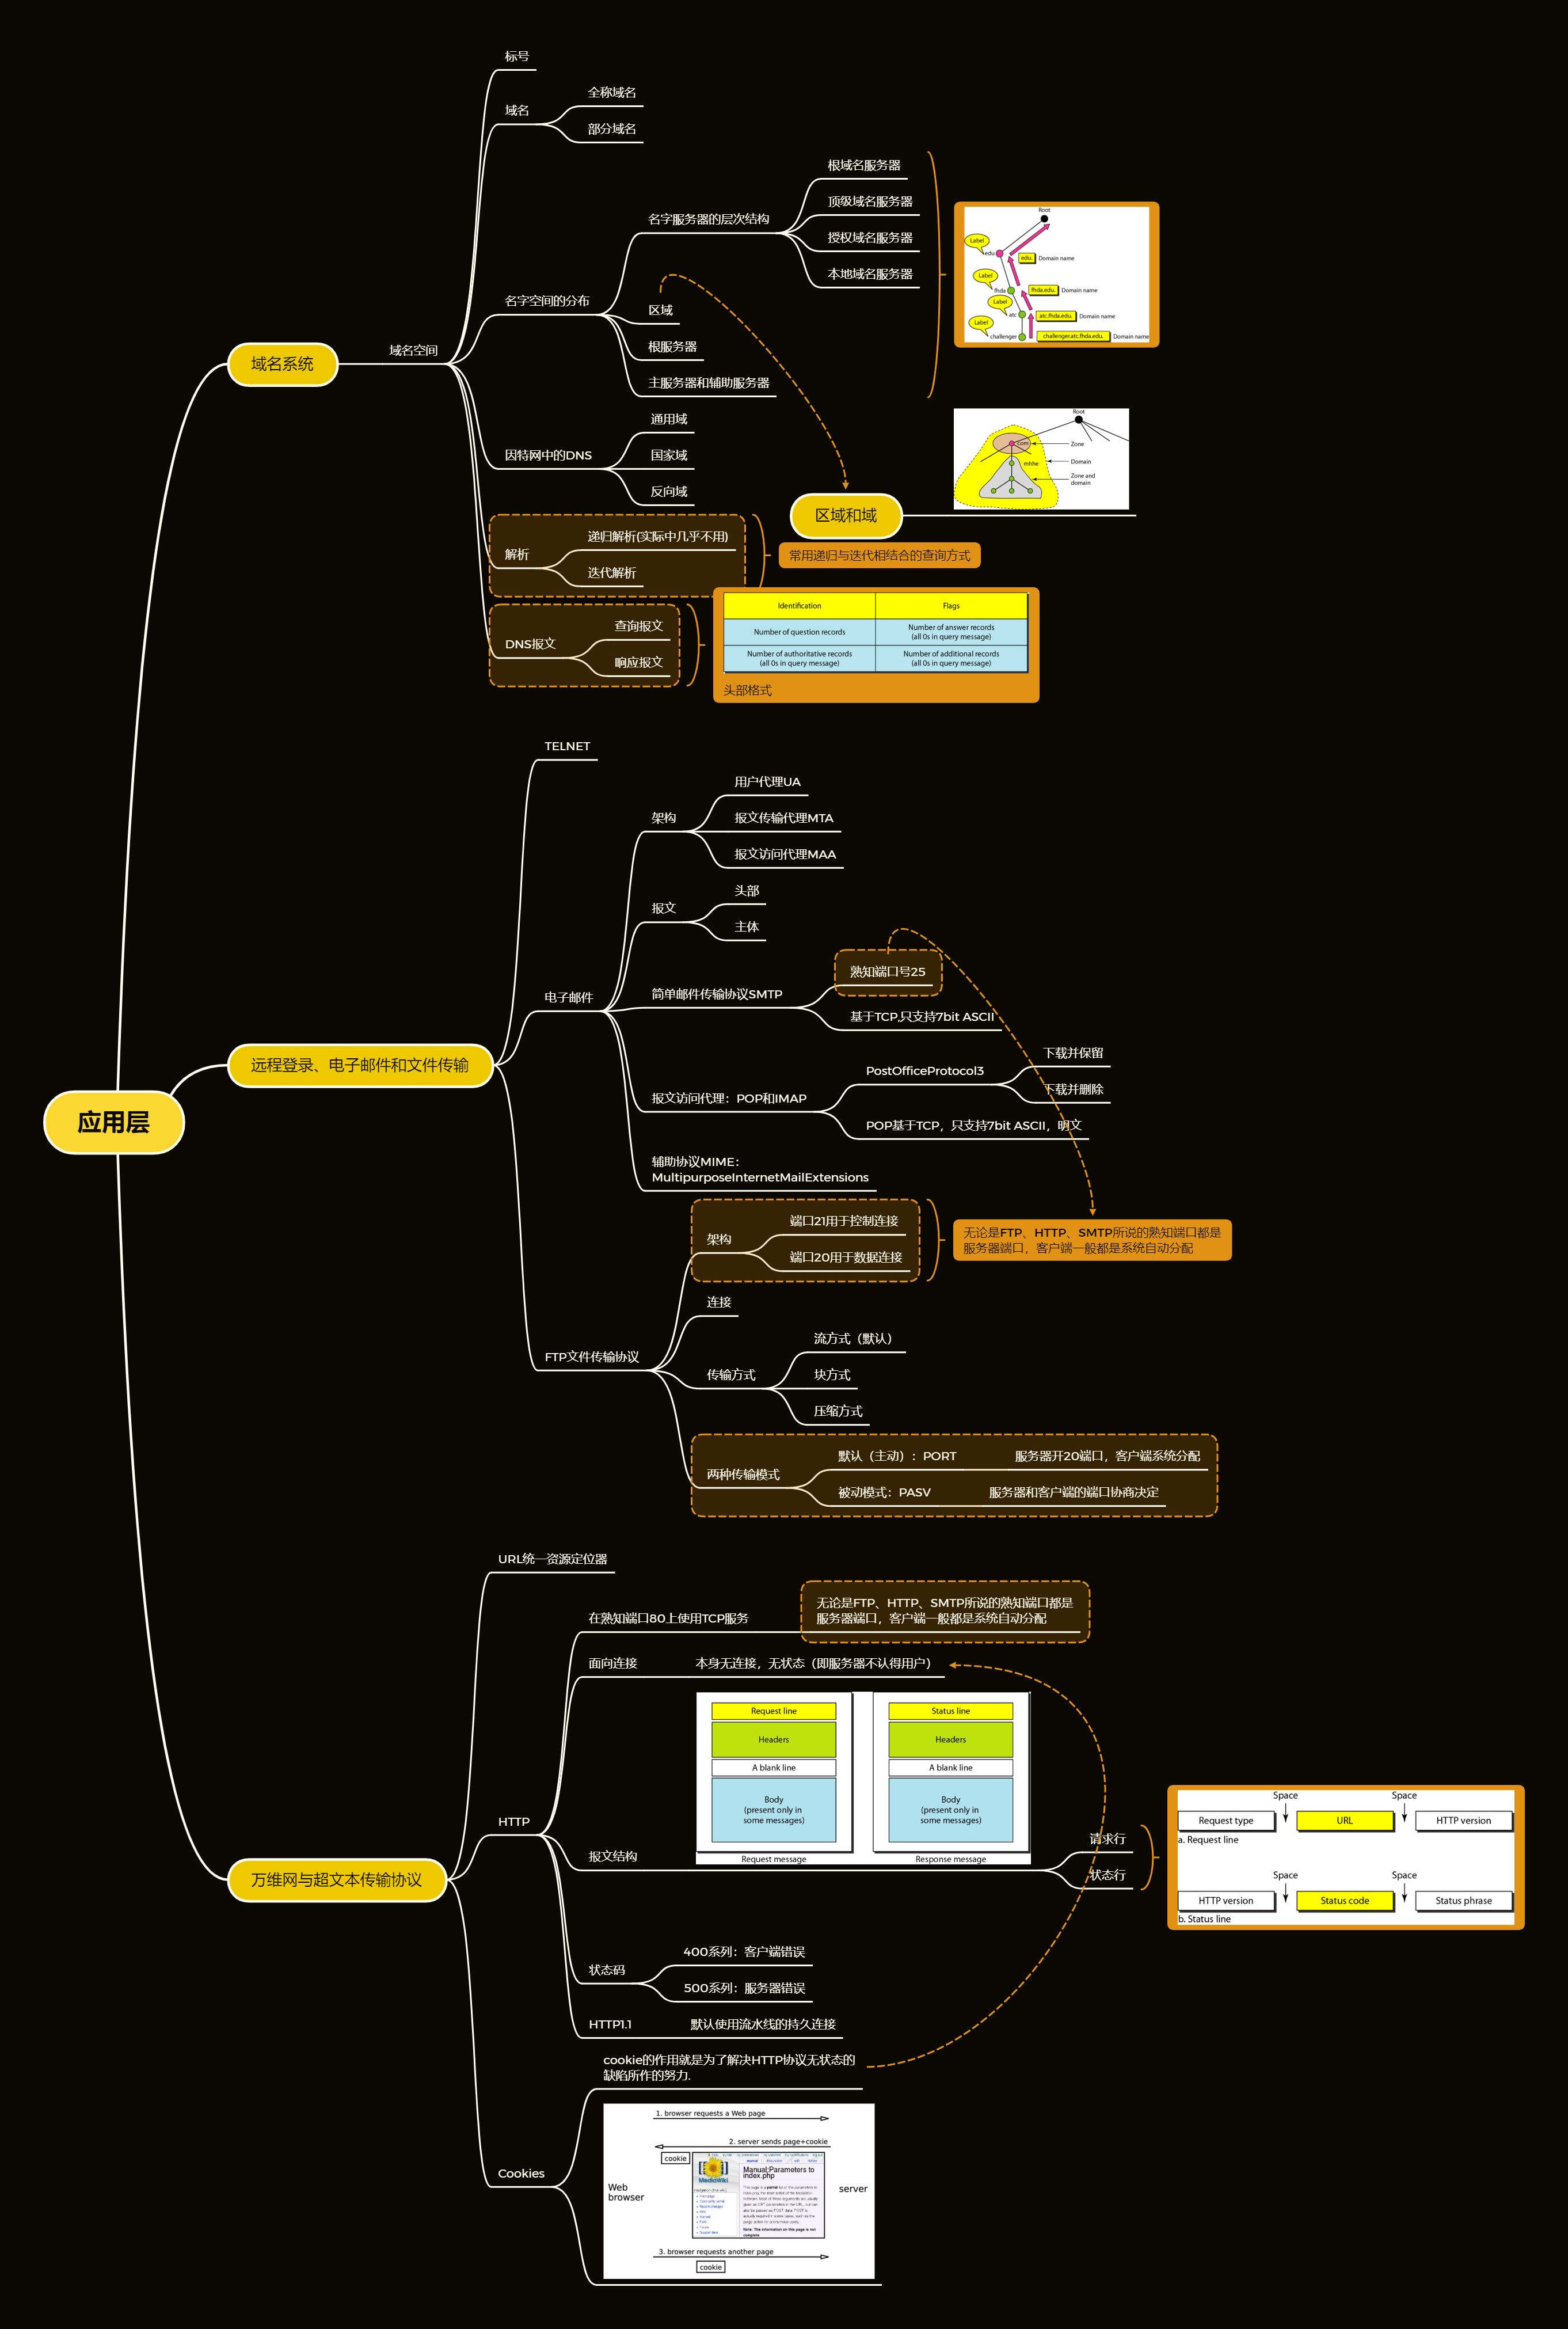 标号
域名
全称域名
部分域名
名字服务器的层次结构
根域名服务器
顶级域名服务器
授权域名服务器
本地域名服务器
Root
Label
edu
edu.
Domain name
Label
fhda
fhda.edu.
Domain name
Label
atc
atc.fhda.edu.
Domain name
Label
challenger
challenger.atc.fhda.edu.
Domain name
名字空间的分布
区域
根服务器
主服务器和辅助服务器
域名系统
域名空间
因特网中的DNS
通用域
国家域
反向域
Root
com
Zone
mhhe
Domain
Zone and
domain
区域和域
解析
递归解析(实际中几乎不用)
迭代解析
常用递归与迭代相结合的查询方式
DNS报文
查询报文
响应报文
Identification
Flags
Number of question records
Number of answer records
(all 0s in query message)
Number of authoritative records
(all 0s in query message)
Number of additional records
(all 0s in query message)
头部格式
TELNET
电子邮件
架构
用户代理UA
报文传输代理MTA
报文访问代理MAA
报文
头部
主体
简单邮件传输协议SMTP
熟知端口号25
基于TCP,只支持7bit ASCII
报文访问代理：POP和IMAP
PostOfficeProtocol3
下载并保留
下载并删除
POP基于TCP，只支持7bit ASCII，明文
辅助协议MIME：
MultipurposeInternetMailExtensions
远程登录、电子邮件和文件传输
应用层
FTP文件传输协议
架构
端口21用于控制连接
端口20用于数据连接
无论是FTP、HTTP、SMTP所说的熟知端口都是
服务器端口，客户端一般都是系统自动分配
连接
传输方式
流方式（默认）
块方式
压缩方式
两种传输模式
默认（主动）：PORT
服务器开20端口，客户端系统分配
被动模式：PASV
服务器和客户端的端口协商决定
万维网与超文本传输协议
URL统一资源定位器
HTTP
在熟知端口80上使用TCP服务
无论是FTP、HTTP、SMTP所说的熟知端口都是
服务器端口，客户端一般都是系统自动分配
面向连接
本身无连接，无状态（即服务器不认得用户）
报文结构
Request line
Headers
A blank line
Body
(present only in
some messages)
Request message
Status line
Headers
A blank line
Body
(present only in
some messages)
Response message
请求行
状态行
Space
Space
Request type
URL
HTTP version
a. Request line
Space
Space
HTTP version
Status code
Status phrase
b. Status line
状态码
400系列：客户端错误
500系列：服务器错误
HTTP1.1
默认使用流水线的持久连接
Cookies
cookie的作用就是为了解决HTTP协议无状态的
缺陷所作的努力.
1. browser requests a Web page
2. server sends page+cookie
cookie
MediaWiki
Manual:Parameters to
index.php
Web
browser
server
Note: The information on this page is not
complete
3. browser requests another page
cookie